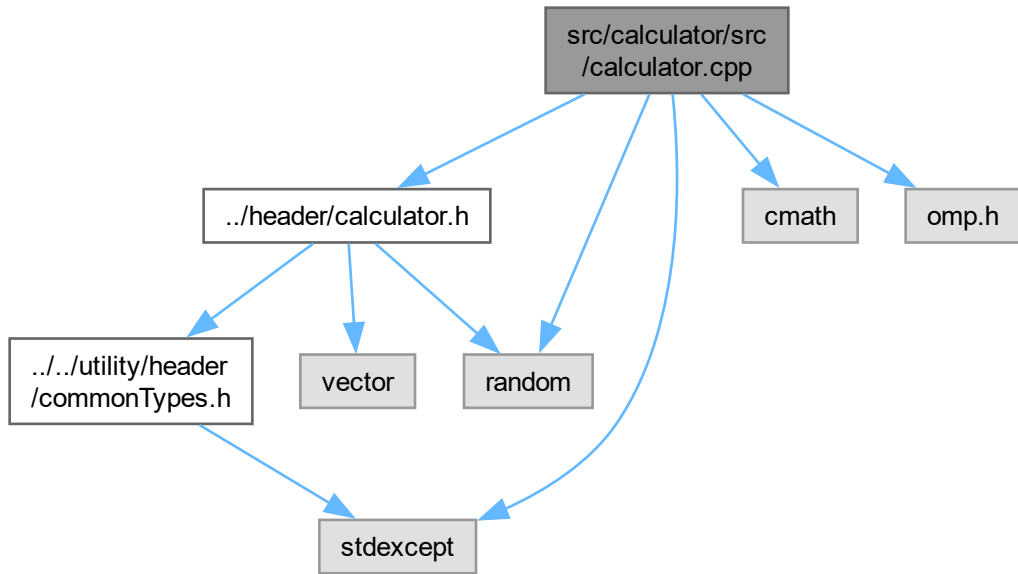 src/calculator/src
/calculator.cpp
../header/calculator.h
cmath
omp.h
../../utility/header
/commonTypes.h
vector
random
stdexcept